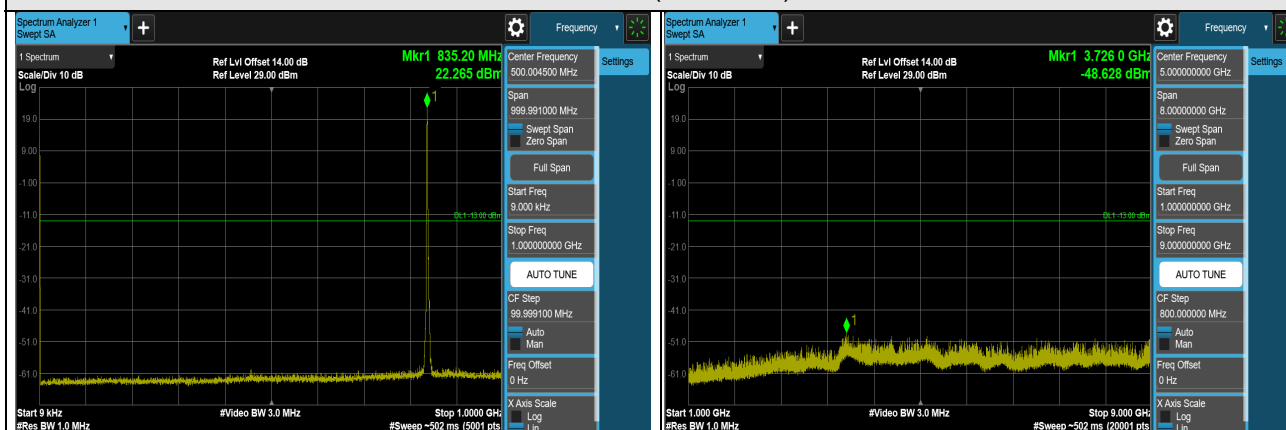 Spectrum Analyzer 1
Swept SA
Frequency
1 Spectrum
Scale/Div 10 dB
Log
Ref Lvl Offset 14.00 dB
Ref Level 29.00 dBm
Mkr1 835.20 MHz
22.265 dBm
1
19.0
9.00
-1.00
-11.0
-21.0
-31.0
-41.0
-51.0
-61.0
DL1 -13.00 dBm
Start 9 kHz
#Res BW 1.0 MHz
#Video BW 3.0 MHz
Stop 1.0000 GHz
#Sweep ~502 ms (5001 pts
Center Frequency
500.004500 MHz
Settings
Span
999.991000 MHz
Swept Span
Zero Span
Full Span
Start Freq
9.000 kHz
Stop Freq
1.000000000 GHz
AUTO TUNE
CF Step
99.999100 MHz
Auto
Man
Freq Offset
0 Hz
X Axis Scale
Log
Lin
Spectrum Analyzer 1
Swept SA
Frequency
1 Spectrum
Scale/Div 10 dB
Log
Ref Lvl Offset 14.00 dB
Ref Level 29.00 dBm
Mkr1 3.726 0 GHz
-48.628 dBm
1
19.0
9.00
-1.00
-11.0
-21.0
-31.0
-41.0
-51.0
-61.0
DL1 -13.00 dBm
Start 1.000 GHz
#Res BW 1.0 MHz
#Video BW 3.0 MHz
Stop 9.000 GHz
#Sweep ~502 ms (20001 pts
Center Frequency
5.00000000 GHz
Settings
Span
8.00000000 GHz
Swept Span
Zero Span
Full Span
Start Freq
1.000000000 GHz
Stop Freq
9.000000000 GHz
AUTO TUNE
CF Step
800.000000 MHz
Auto
Man
Freq Offset
0 Hz
X Axis Scale
Log
Lin